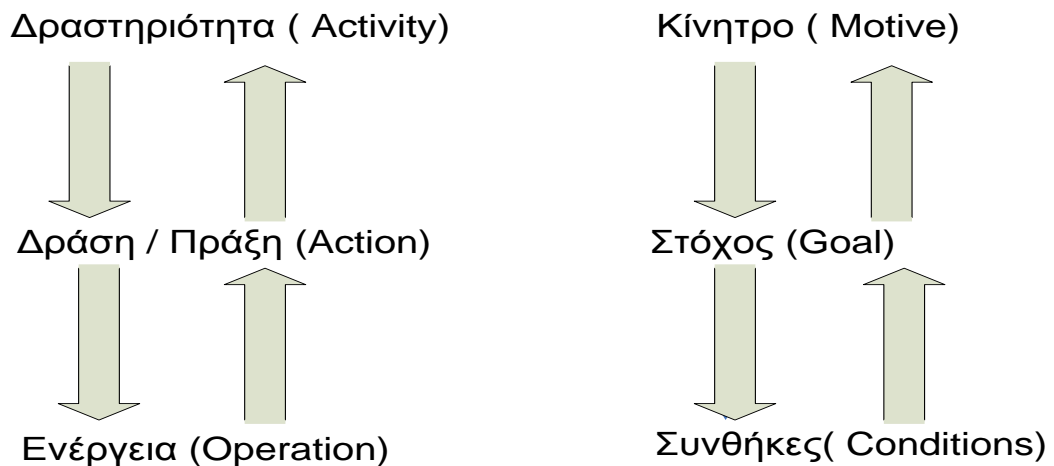 Δραστηριότητα ( Activity) Κίνητρο ( Motive)
Δράση / Πράξη (Action) Στόχος (Goal)
Ενέργεια (Operation) Συνθήκες( Conditions)